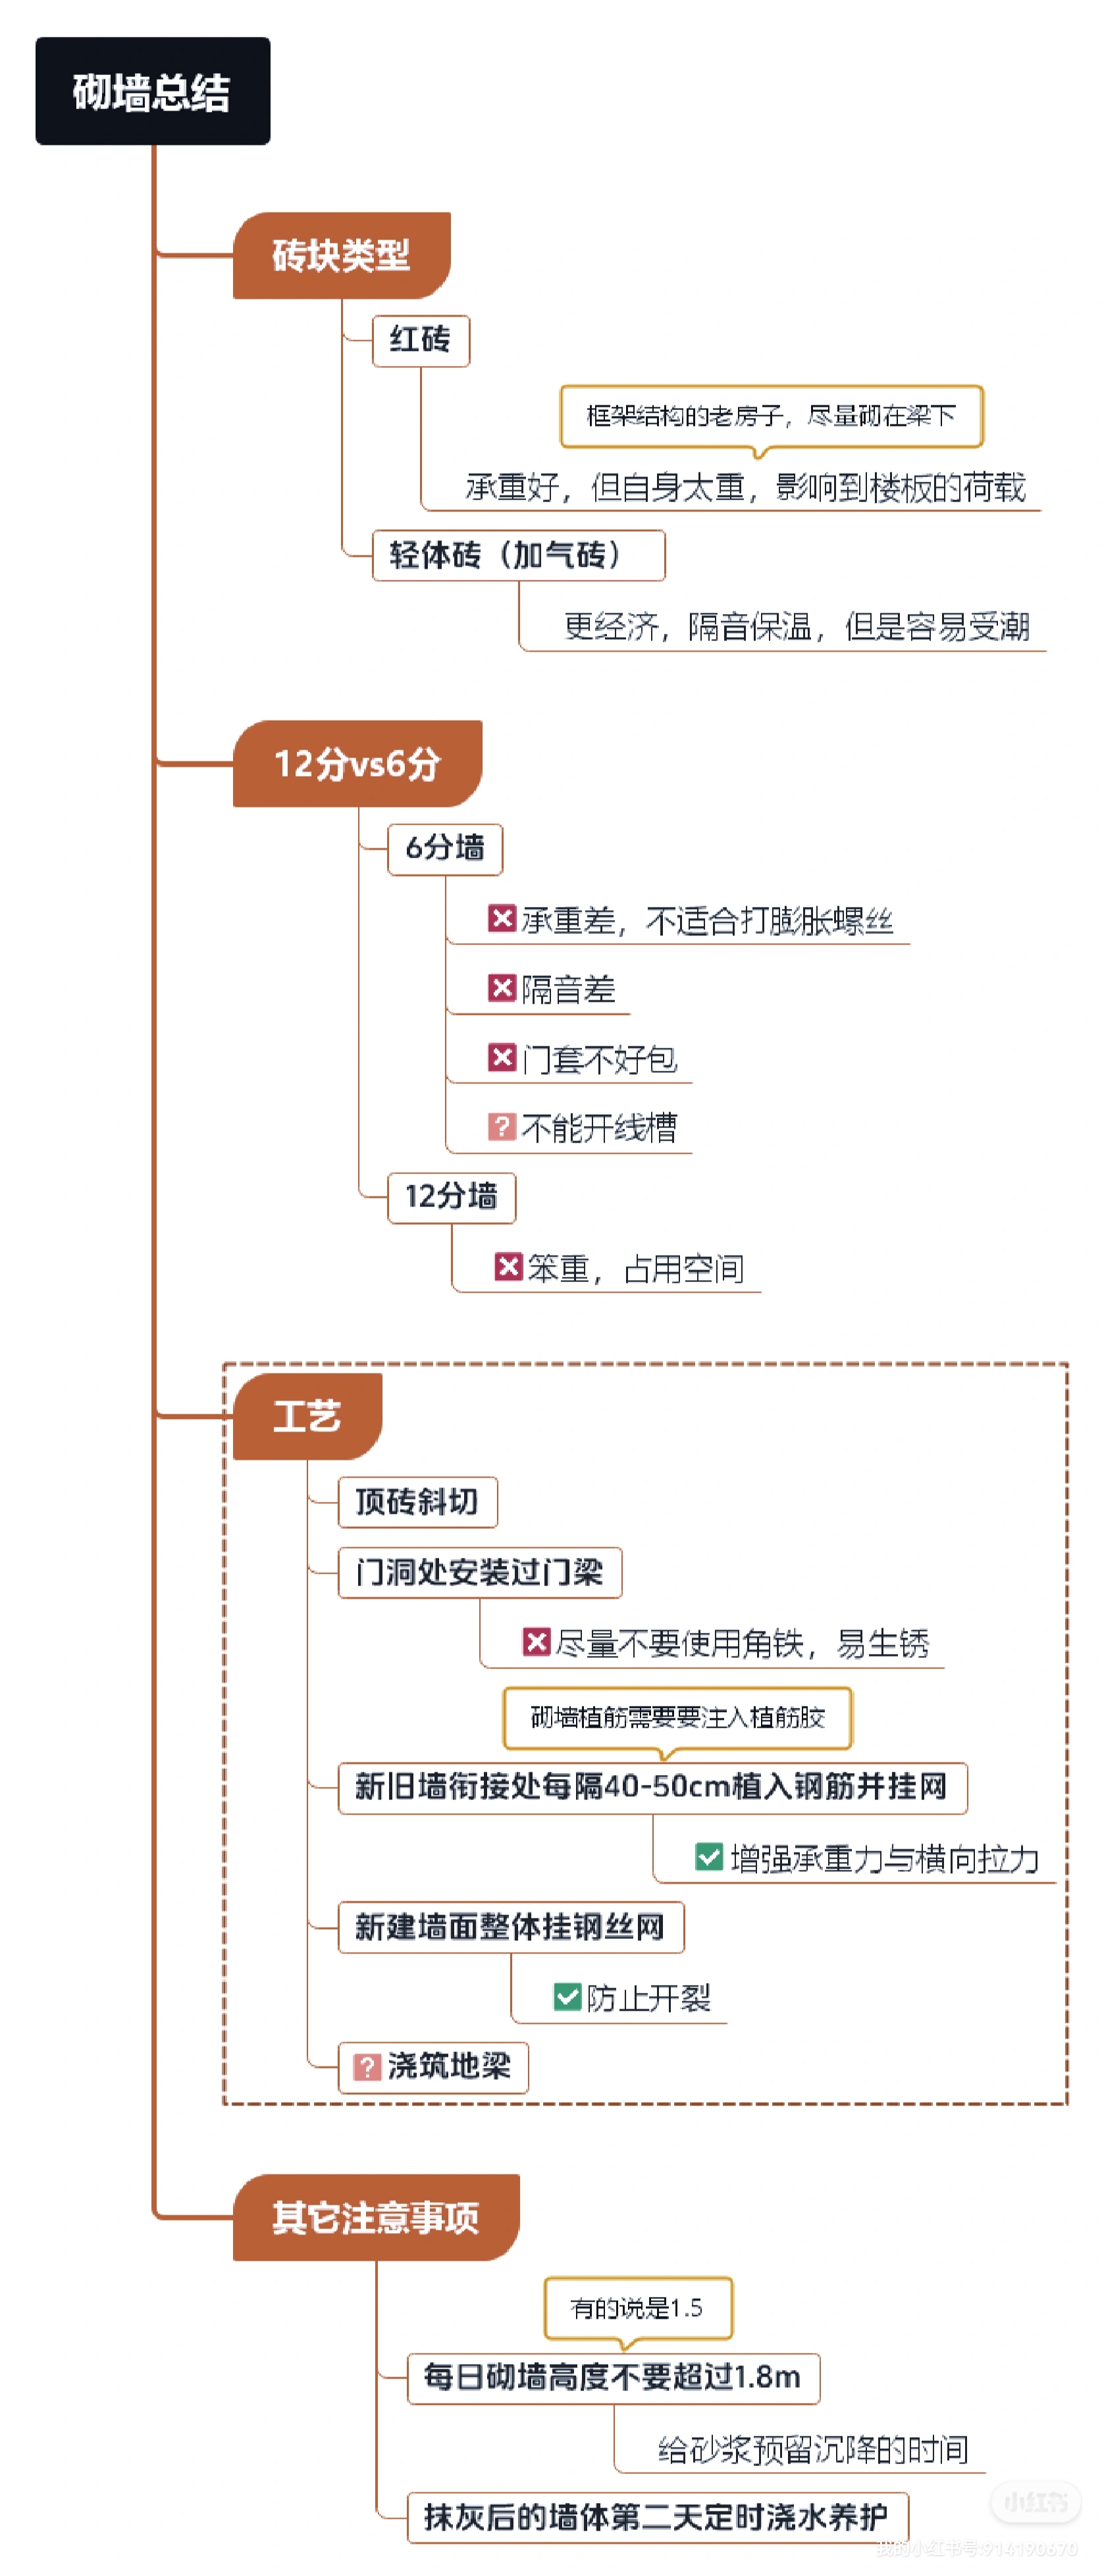 砌墙总结
砖块类型
红砖
框架结构的老房子，尽量砌在梁下
承重好，但自身太重，影响到楼板的荷载
轻体砖（加气砖）
更经济，隔音保温，但是容易受潮
12分vs6分
6分墙
承重差，不适合打膨胀螺丝
隔音差
门套不好包
?不能开线槽
12分墙
笨重，占用空间
工艺
顶砖斜切
门洞处安装过门梁
尽量不要使用角铁，易生锈
砌墙植筋需要要注入植筋胶
新旧墙衔接处每隔40-50cm植入钢筋并挂网
增强承重力与横向拉力
新建墙面整体挂钢丝网
防止开裂
?浇筑地梁
其它注意事项
有的说是1.5
每日砌墙高度不要超过1.8m
给砂浆预留沉降的时间
抹灰后的墙体第二天定时浇水养护
小红书
我的小红书号:914190670